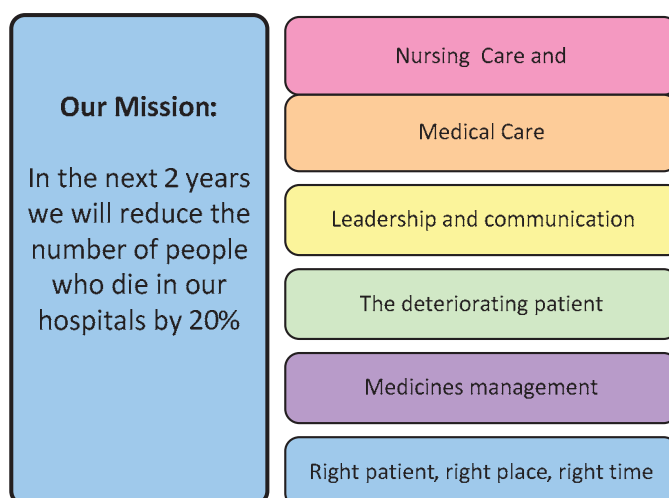 Our Mission:
In the next 2 years
we will reduce the
number of people
who die in our
hospitals by 20%
Nursing Care and
Medical Care
Leadership and communication
The deteriorating patient
Medicines management
Right patient, right place, right time